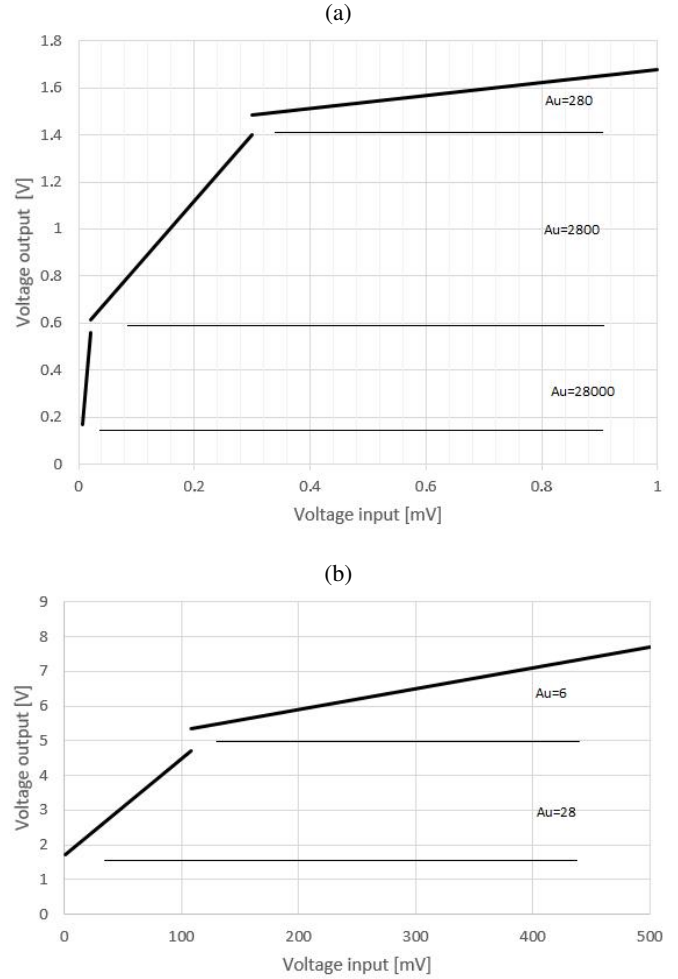 (a)
1.8
1.6
Au=280
1.4
1.2
Au=2800
1
0.8
0.6
0.4
Au=28000
0.2
0
0 0.2 0.4 0.6 0.8 1
Voltage output [V]
Voltage input [mV]
(b)
9
8
7
Au=6
6
5
4
3
Au=28
2
1
0
0 100 200 300 400 500
Voltage output [V]
Voltage input [mV]